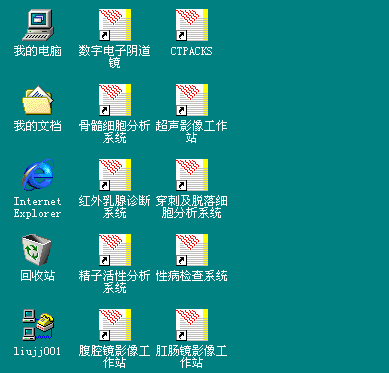 我的电脑
数字电子阴道
镜
CTPACKS
我的文档
骨髓细胞分析
系统
超声影像工作
站
Internet
Explorer
红外乳腺诊断
系统
穿刺及脱落细
胞分析系统
回收站
精子活性分析
系统
性病检查系统
liujj001
腹腔镜影像工
作站
肛肠镜影像工
作站